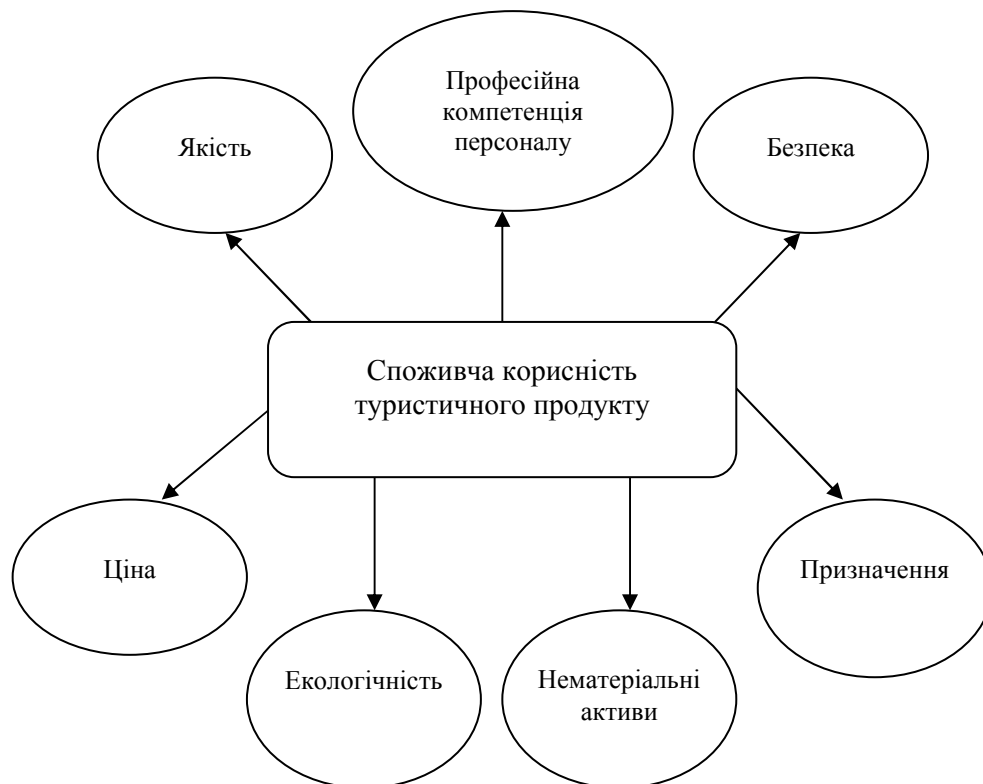 Професійна
компетенція
персоналу
Якість
Безпека
Споживча корисність
туристичного продукту
Ціна
Призначення
Екологічність
Нематеріальні
активи